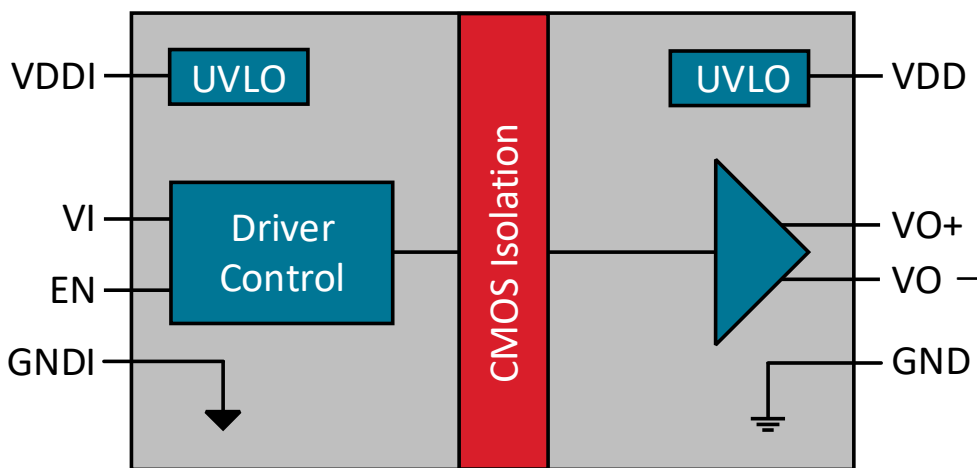 VDDI
UVLO
UVLO
VDD
VI
Driver
Control
EN
GNDI
CMOS Isolation
VO+
VO −
GND